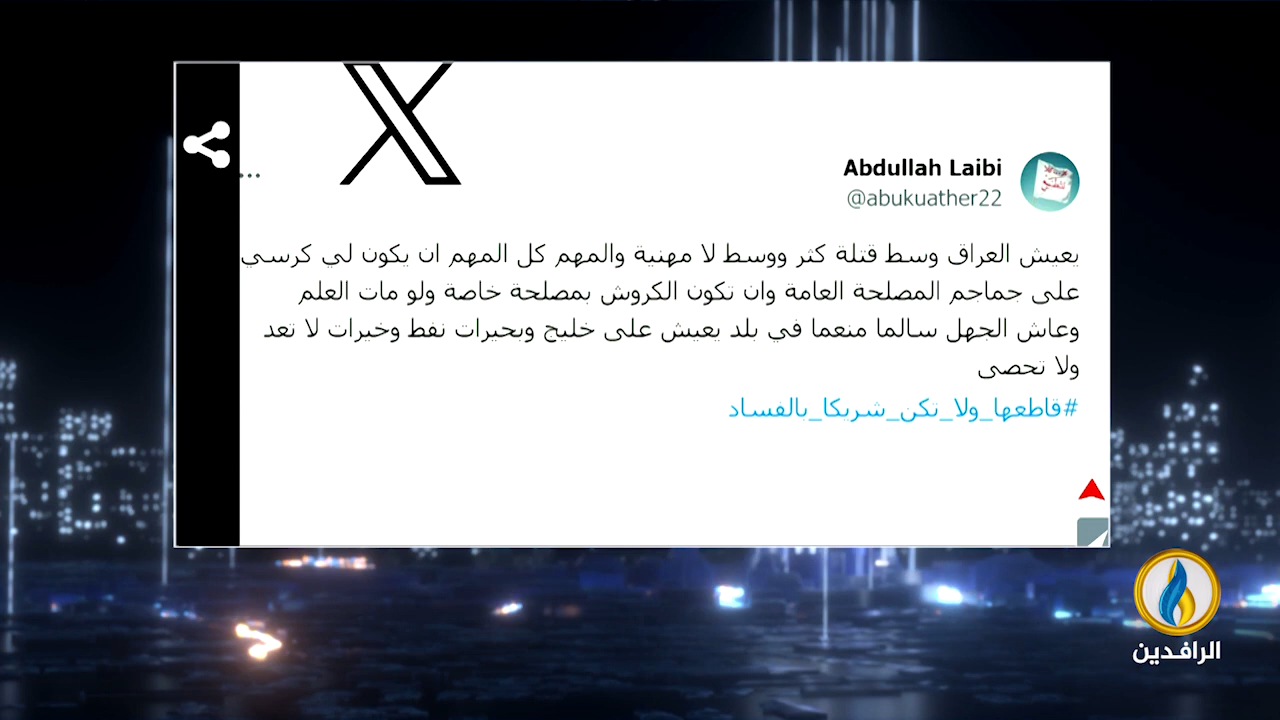 Abdullah Laibi
@abukuather22
يعيش العراق وسط قتلة كثر ووسط لا مهنية والمهم كل المهم ان يكون لي كرسي
على جماجم المصلحة العامة وان تكون الكروش بمصلحة خاصة ولو مات العلم
وعاش الجهل سالما منعما في بلد يعيش على خليج وبحيرات نفط وخيرات لا تعد
ولا تحصى
#قاطعها_ولا_تكن_شريكا_بالفساد
الرافدين